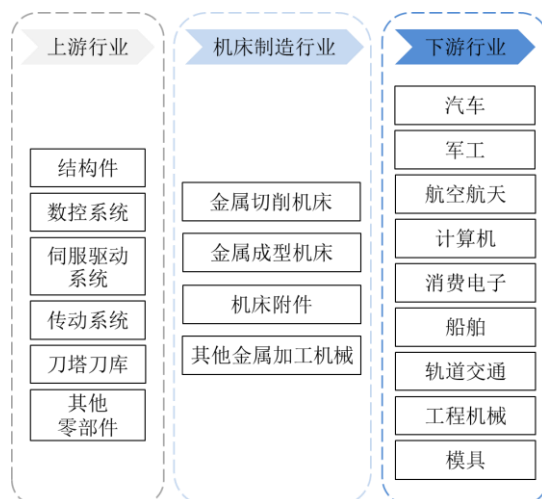 上游行业
结构件
数控系统
伺服驱动
系统
传动系统
刀塔刀库
其他
零部件
机床制造行业
金属切削机床
金属成型机床
机床附件
其他金属加工机械
下游行业
汽车
军工
航空航天
计算机
消费电子
船舶
轨道交通
工程机械
模具